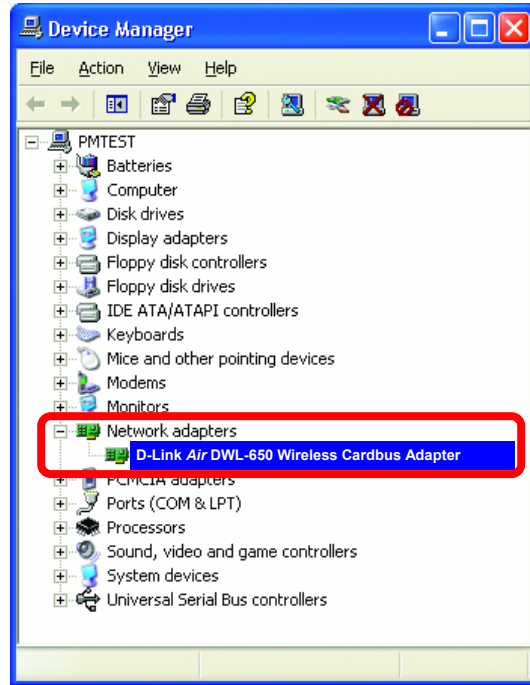 Device Manager
File Action View Help
PMTEST
Batteries
Computer
Disk drives
Display adapters
Floppy disk controllers
Floppy disk drives
IDE ATA/ATAPI controllers
Keyboards
Mice and other pointing devices
Modems
Monitors
Network adapters
D-Link Air DWL-650 Wireless Cardbus Adapter
PCMCIA adapters
Ports (COM & LPT)
Processors
Sound, video and game controllers
System devices
Universal Serial Bus controllers